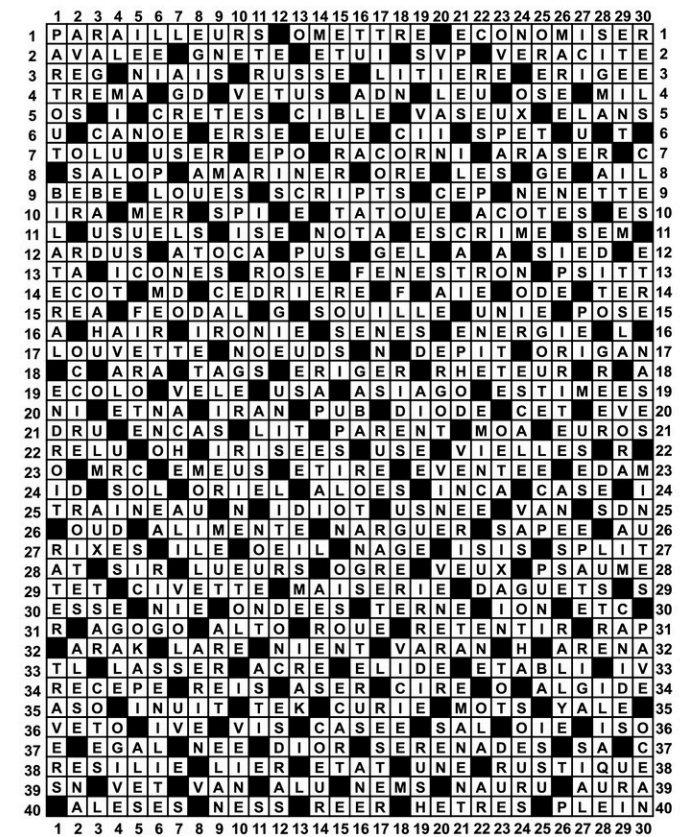 1 2 3 4 5 6 7 8 9 10 11 12 13 14 15 16 17 18 19 20 21 22 23 24 25 26 27 28 29 30
1 PARAILLEURS OMETTRE ECONOMISER 1
2 AVALEE GNETE ETUI SVP VERACITE 2
3 REG NIAIS RUSSE LITIERE ERIGEE 3
4 TREMA GD VETUS ADN LEU OSE MIL 4
5 OS I CRETES CIBLE VASEUX ELANS 5
6 U CANOE ERSE EUE CII SPET U T 6
7 TOLU USER EPO RACORNI ARASER C 7
8 SALOP AMARINER ORE LES GE AIL 8
9 BEBE LOUES SCRIPTS CEP NENETTE 9
10 IRA MER SPI E TATOUE ACOTES ES 10
11 L USUELS ISE NOTA ESCRIME SEM 11
12 ARDUS ATOCA PUS GEL A A SIED E 12
13 TA ICONES ROSE FENESTRON PSITT 13
14 ECOT MD CEDRIERE F AIE ODE TER 14
15 REA FEODAL G SOUILLE UNIE POSE 15
16 A HAIR IRONIE SENES ENERGIE L 16
17 LOUVETTE NOEUDS N DEPIT ORIGAN 17
18 C ARA TAGS ERIGER RHETEUR R A 18
19 ECOLO VELE USA ASIAGO ESTIMEES 19
20 NI ETNA IRAN PUB DIODE CET EVE 20
21 DRU ENCAS LIT PARENT MOA EUROS 21
22 RELU OH IRISEES USE VIELLES R 22
23 O MRC EMEUS ETIRE EVENTEE EDAM 23
24 ID SOL ORIEL ALOES INCA CASE I 24
25 TRAINEAU N IDIOT USNEE VAN SDN 25
26 OUD ALIMENTE NARGUER SAPEE AU 26
27 RIXES ILE OEIL NAGE ISIS SPLIT 27
28 AT SIR LUEURS OGRE VEUX PSAUME 28
29 TET CIVETTE MAISERIE DAGUETS S 29
30 ESSE NIE ONDEES TERNE ION ETC 30
31 R AGOGO ALTO ROUE RETENTIR RAP 31
32 ARAK LARE NIENT VARAN H ARENA 32
33 TL LASSER ACRE ELIDE ETABLI IV 33
34 RECEPE REIS ASER CIRE O ALGIDE 34
35 ASO INUIT TEK CURIE MOTS YALE 35
36 VETO IVE VIS CASEE SAL OIE ISO 36
37 E EGAL NEE DIOR SERENADES SA C 37
38 RESILIE LIER ETAT UNE RUSTIQUE 38
39 SN VET VAN ALU NEMS NAURU AURA 39
40 ALESES NESS REER HETRES PLEIN 40
1 2 3 4 5 6 7 8 9 10 11 12 13 14 15 16 17 18 19 20 21 22 23 24 25 26 27 28 29 30